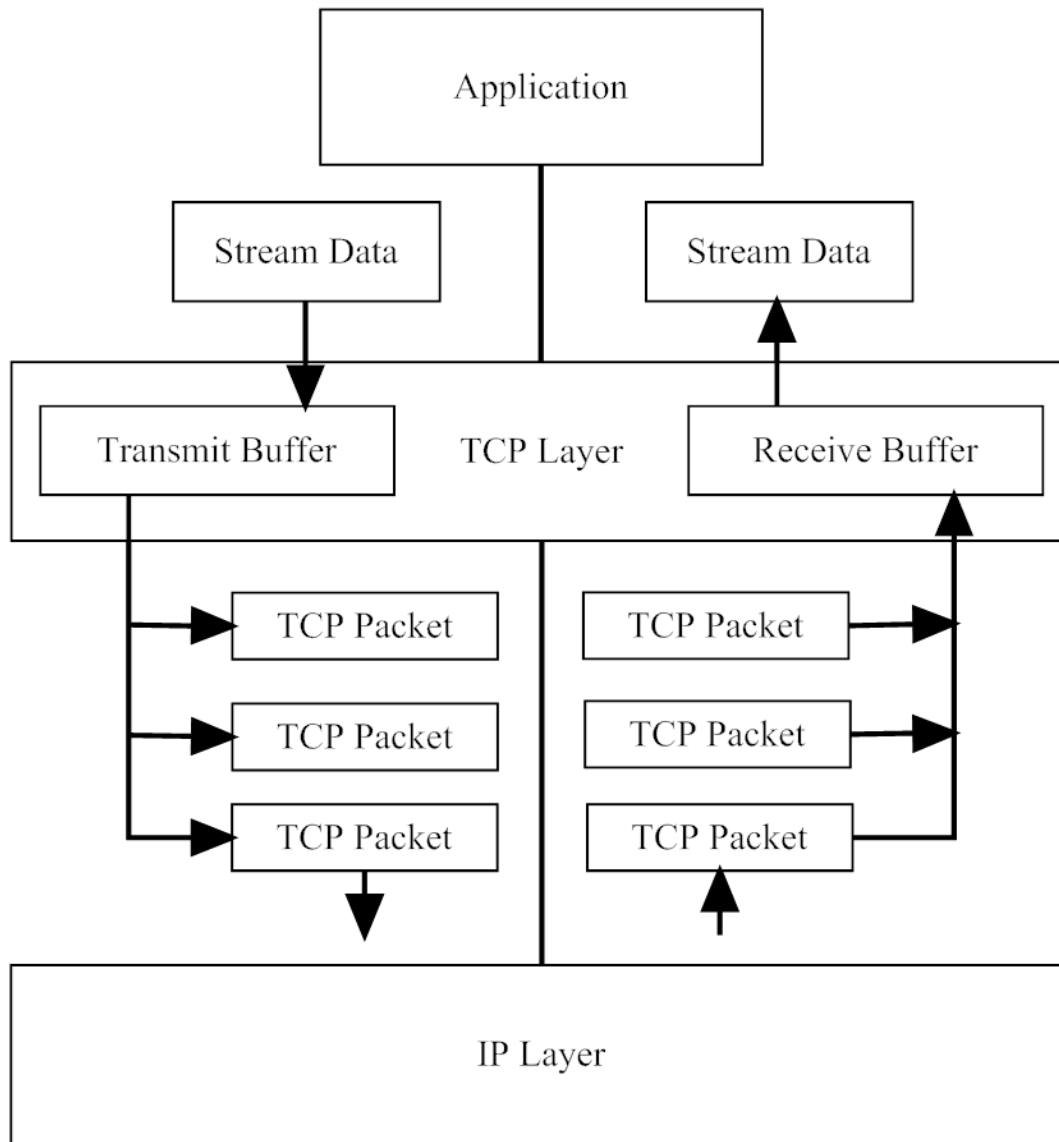 Application
Stream Data
Stream Data
Transmit Buffer
TCP Layer
Receive Buffer
TCP Packet
TCP Packet
TCP Packet
TCP Packet
TCP Packet
TCP Packet
IP Layer